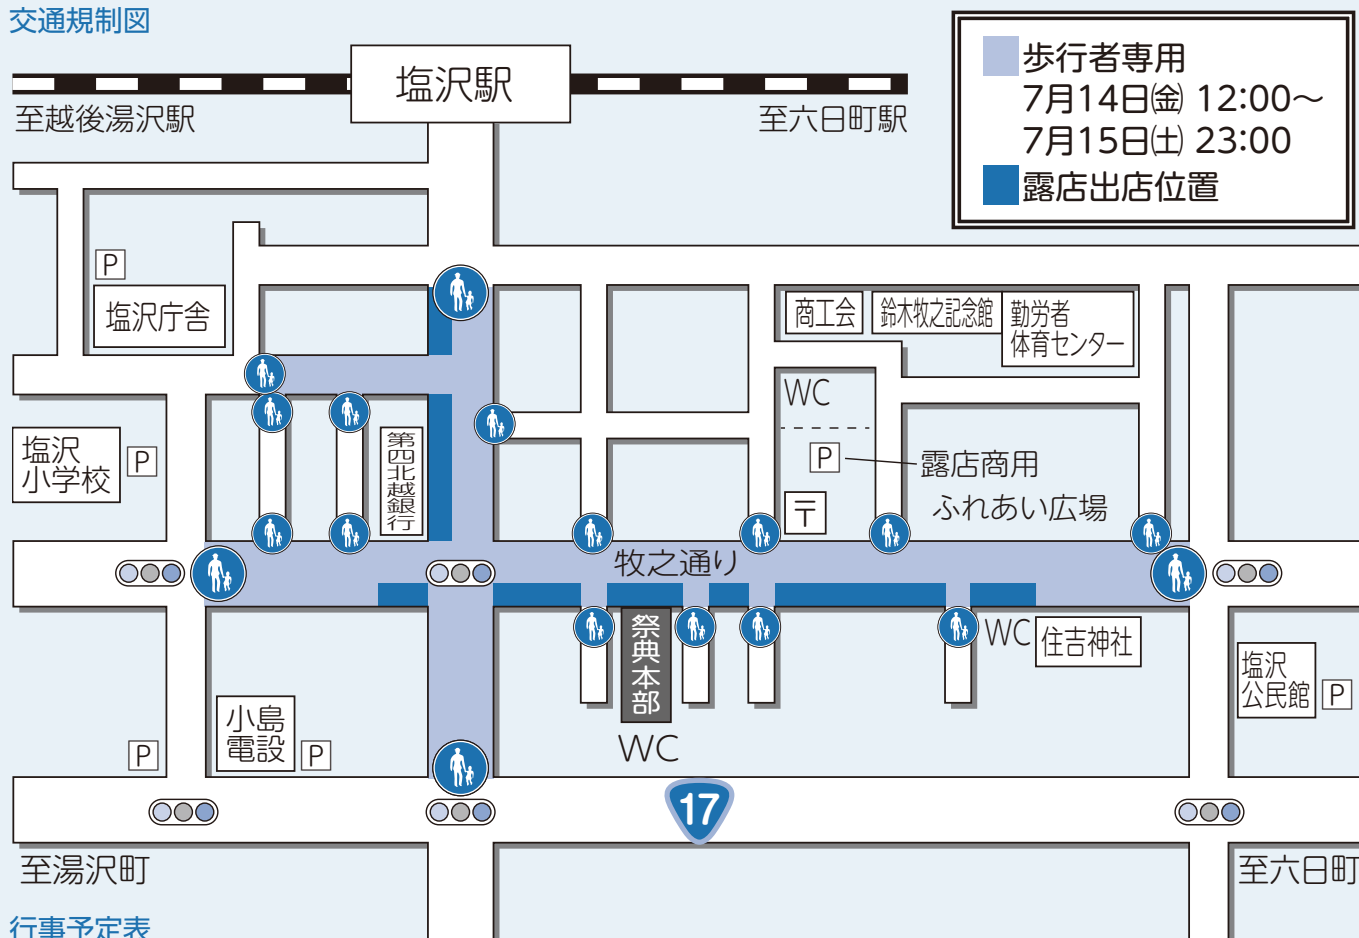 交通規制図
塩沢駅
至越後湯沢駅
至六日町駅
歩行者専用
7月14日㈮ 12:00～
7月15日㈯ 23:00
露店出店位置
P
塩沢庁舎
商工会
鈴木牧之記念館
勤労者
体育センター
WC
塩沢
小学校
P
第四北越銀行
P
露店商用
ふれあい広場
〒
牧之通り
祭典本部
WC
WC
住吉神社
塩沢
公民館
P
小島
電設
P
P
17
至湯沢町
至六日町
行事予定表